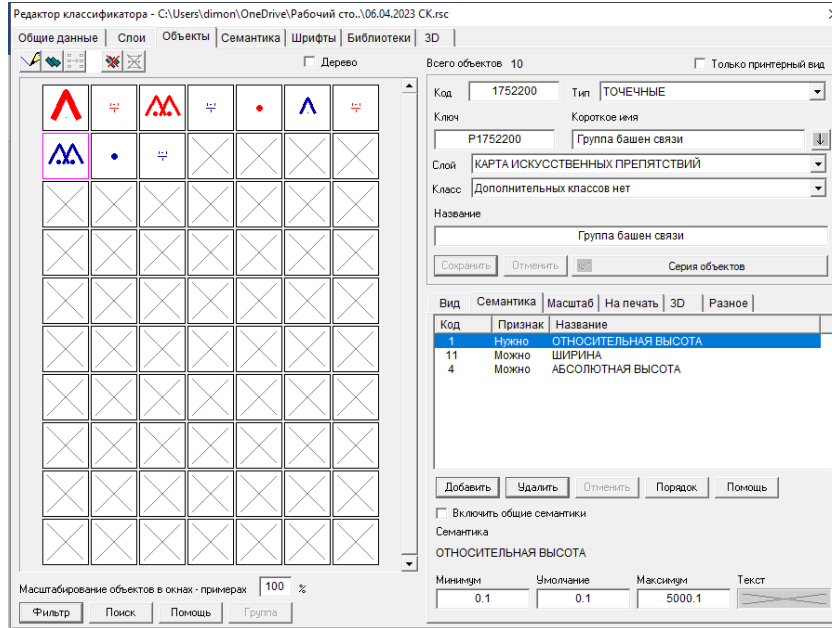 Редактор классификатора - C:\Users\dimon\OneDrive\Рабочий сто..\06.04.2023 СК.rsc
Общие данные Слои Объекты Семантика Шрифты Библиотеки 3D
Дерево
Всего объектов 10 Только принтерный вид
Код 1752200 Тип ТОЧЕЧНЫЕ
Ключ Короткое имя
P1752200 Группа башен связи
Слой КАРТА ИСКУССТВЕННЫХ ПРЕПЯТСТВИЙ
Класс Дополнительных классов нет
Название
Группа башен связи
Сохранить Отменить Серия объектов
Вид Семантика Масштаб На печать 3D Разное
Код Признак Название
1 Нужно ОТНОСИТЕЛЬНАЯ ВЫСОТА
11 Можно ШИРИНА
4 Можно АБСОЛЮТНАЯ ВЫСОТА
Добавить Удалить Отменить Порядок Помощь
Включить общие семантики
Семантика
ОТНОСИТЕЛЬНАЯ ВЫСОТА
Минимум Умолчание Максимум Текст
0.1 0.1 5000.1
Масштабирование объектов в окнах - примерах 100 %
Фильтр Поиск Помощь Группа